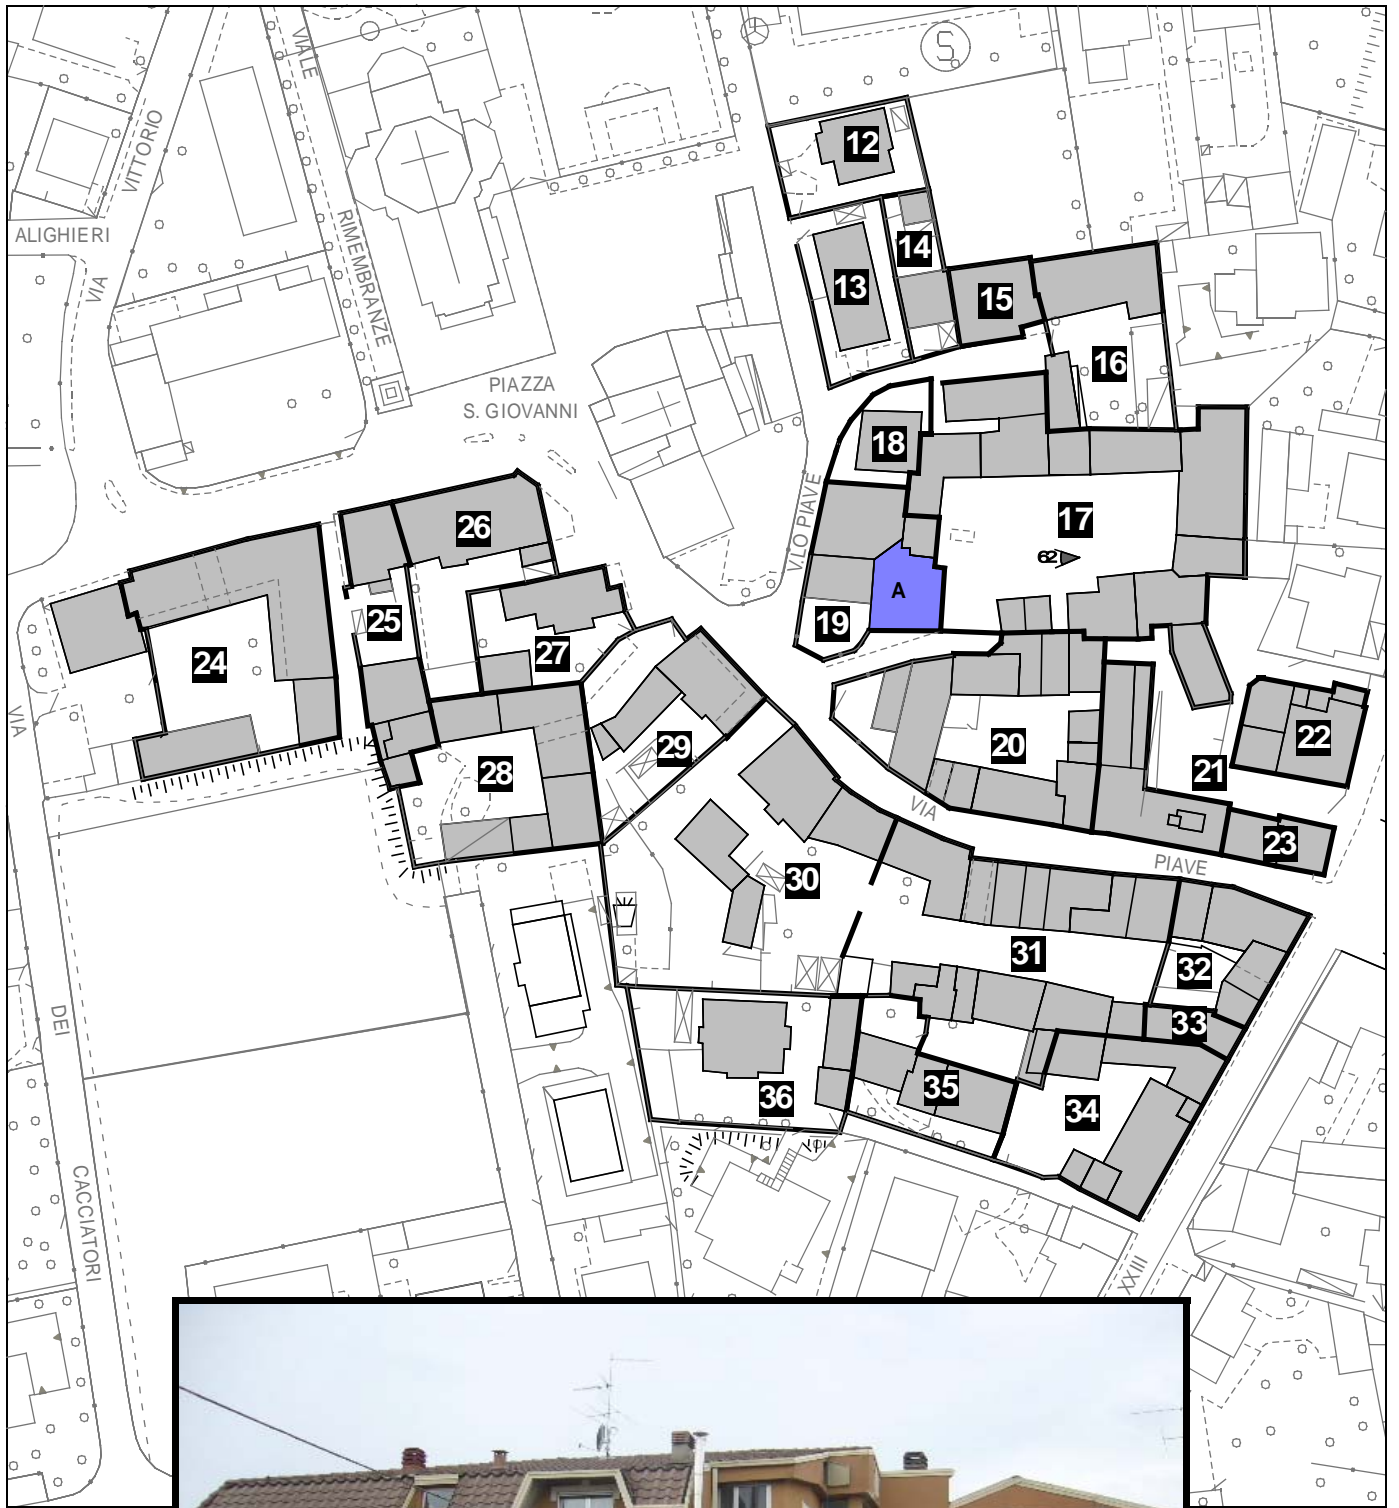 VIALE
S.
VITTORIO
12
ALIGHIERI
RIMEMBRANZE
14
VIA
13
15
16
PIAZZA
S. GIOVANNI
18
V.LO PIAVE
26
17
62
A
25
19
24
27
VIA
29
20
22
28
21
VIA
23
PIAVE
30
31
32
DEI
33
36
35
34
CACCIATORI
XXIII